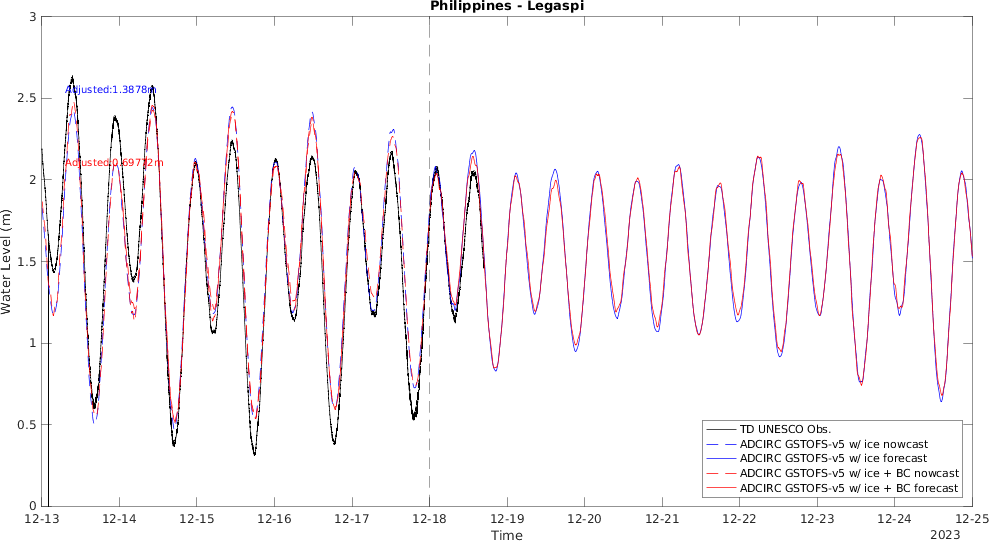 Philippines - Legaspi
3
2.5
2
1.5
1
0.5
0
Water Level (m)
Adjusted:1.3878m
Adjusted:0.69712m
TD UNESCO Obs.
ADCIRC GSTOFS-v5 w/ ice nowcast
ADCIRC GSTOFS-v5 w/ ice forecast
ADCIRC GSTOFS-v5 w/ ice + BC nowcast
ADCIRC GSTOFS-v5 w/ ice + BC forecast
12-13 12-14 12-15 12-16 12-17 12-18 12-19 12-20 12-21 12-22 12-23 12-24 12-25
Time
2023